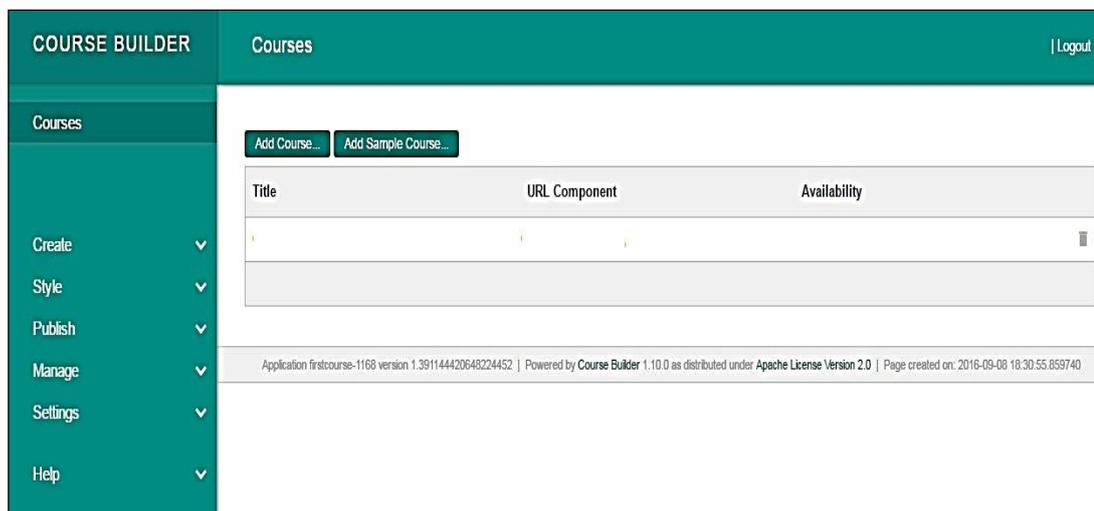 COURSE BUILDER
Courses
| Logout
Courses
Add Course...
Add Sample Course...
Title
URL Component
Availability
Create
Style
Publish
Manage
Settings
Help
Application firstcourse-1168 version 1.391144420648224452 | Powered by Course Builder 1.10.0 as distributed under Apache License Version 2.0 | Page created on: 2016-09-08 18:30:55.859740